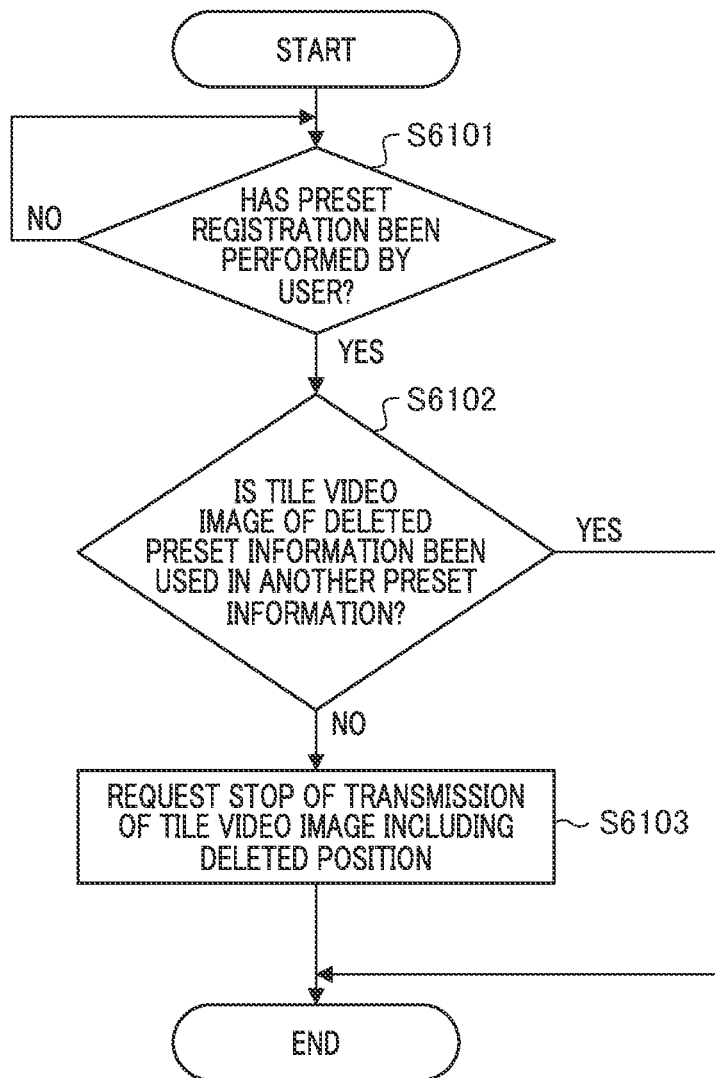 START
S6101
HAS PRESET
REGISTRATION BEEN
PERFORMED BY
USER?
NO
YES
S6102
IS TILE VIDEO
IMAGE OF DELETED
PRESET INFORMATION BEEN
USED IN ANOTHER PRESET
INFORMATION?
YES
NO
REQUEST STOP OF TRANSMISSION
OF TILE VIDEO IMAGE INCLUDING
DELETED POSITION
S6103
END